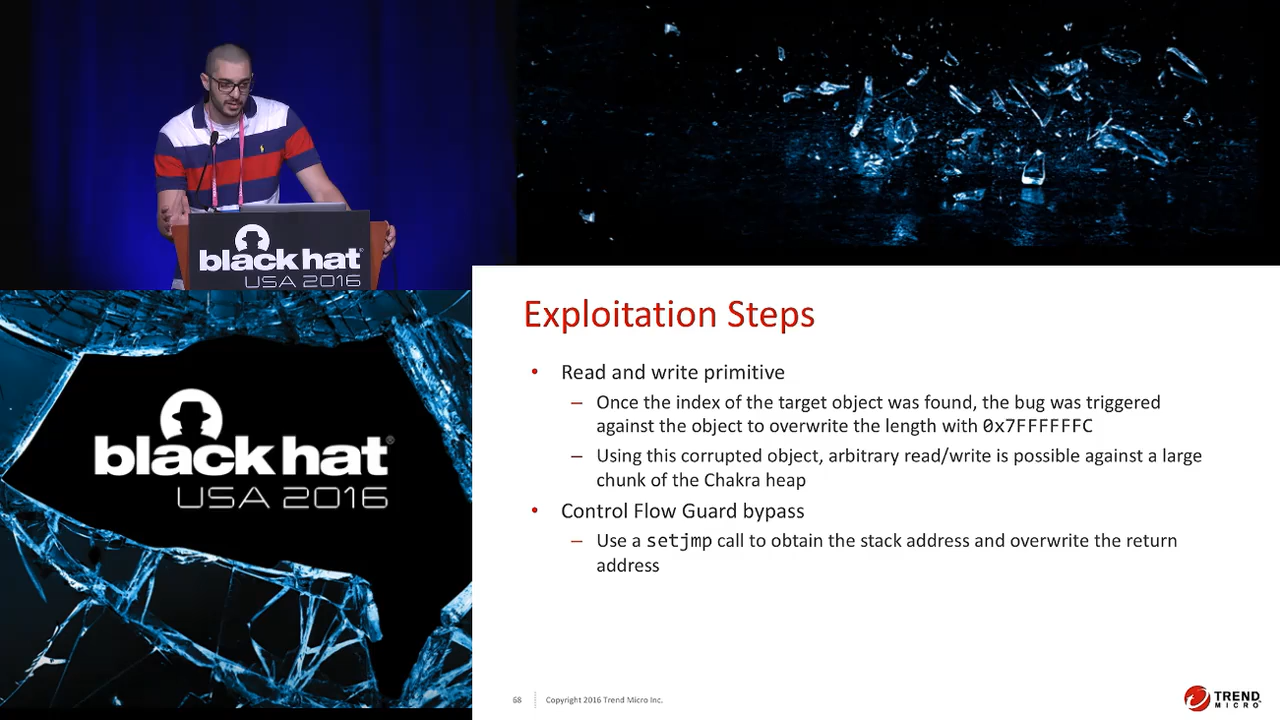 black hat
USA 2016
black hat®
USA 2016
Exploitation Steps
• Read and write primitive
– Once the index of the target object was found, the bug was triggered
against the object to overwrite the length with 0x7FFFFFFC
– Using this corrupted object, arbitrary read/write is possible against a large
chunk of the Chakra heap
• Control Flow Guard bypass
– Use a setjmp call to obtain the stack address and overwrite the return
address
68
Copyright 2016 Trend Micro Inc.
TREND
MICRO